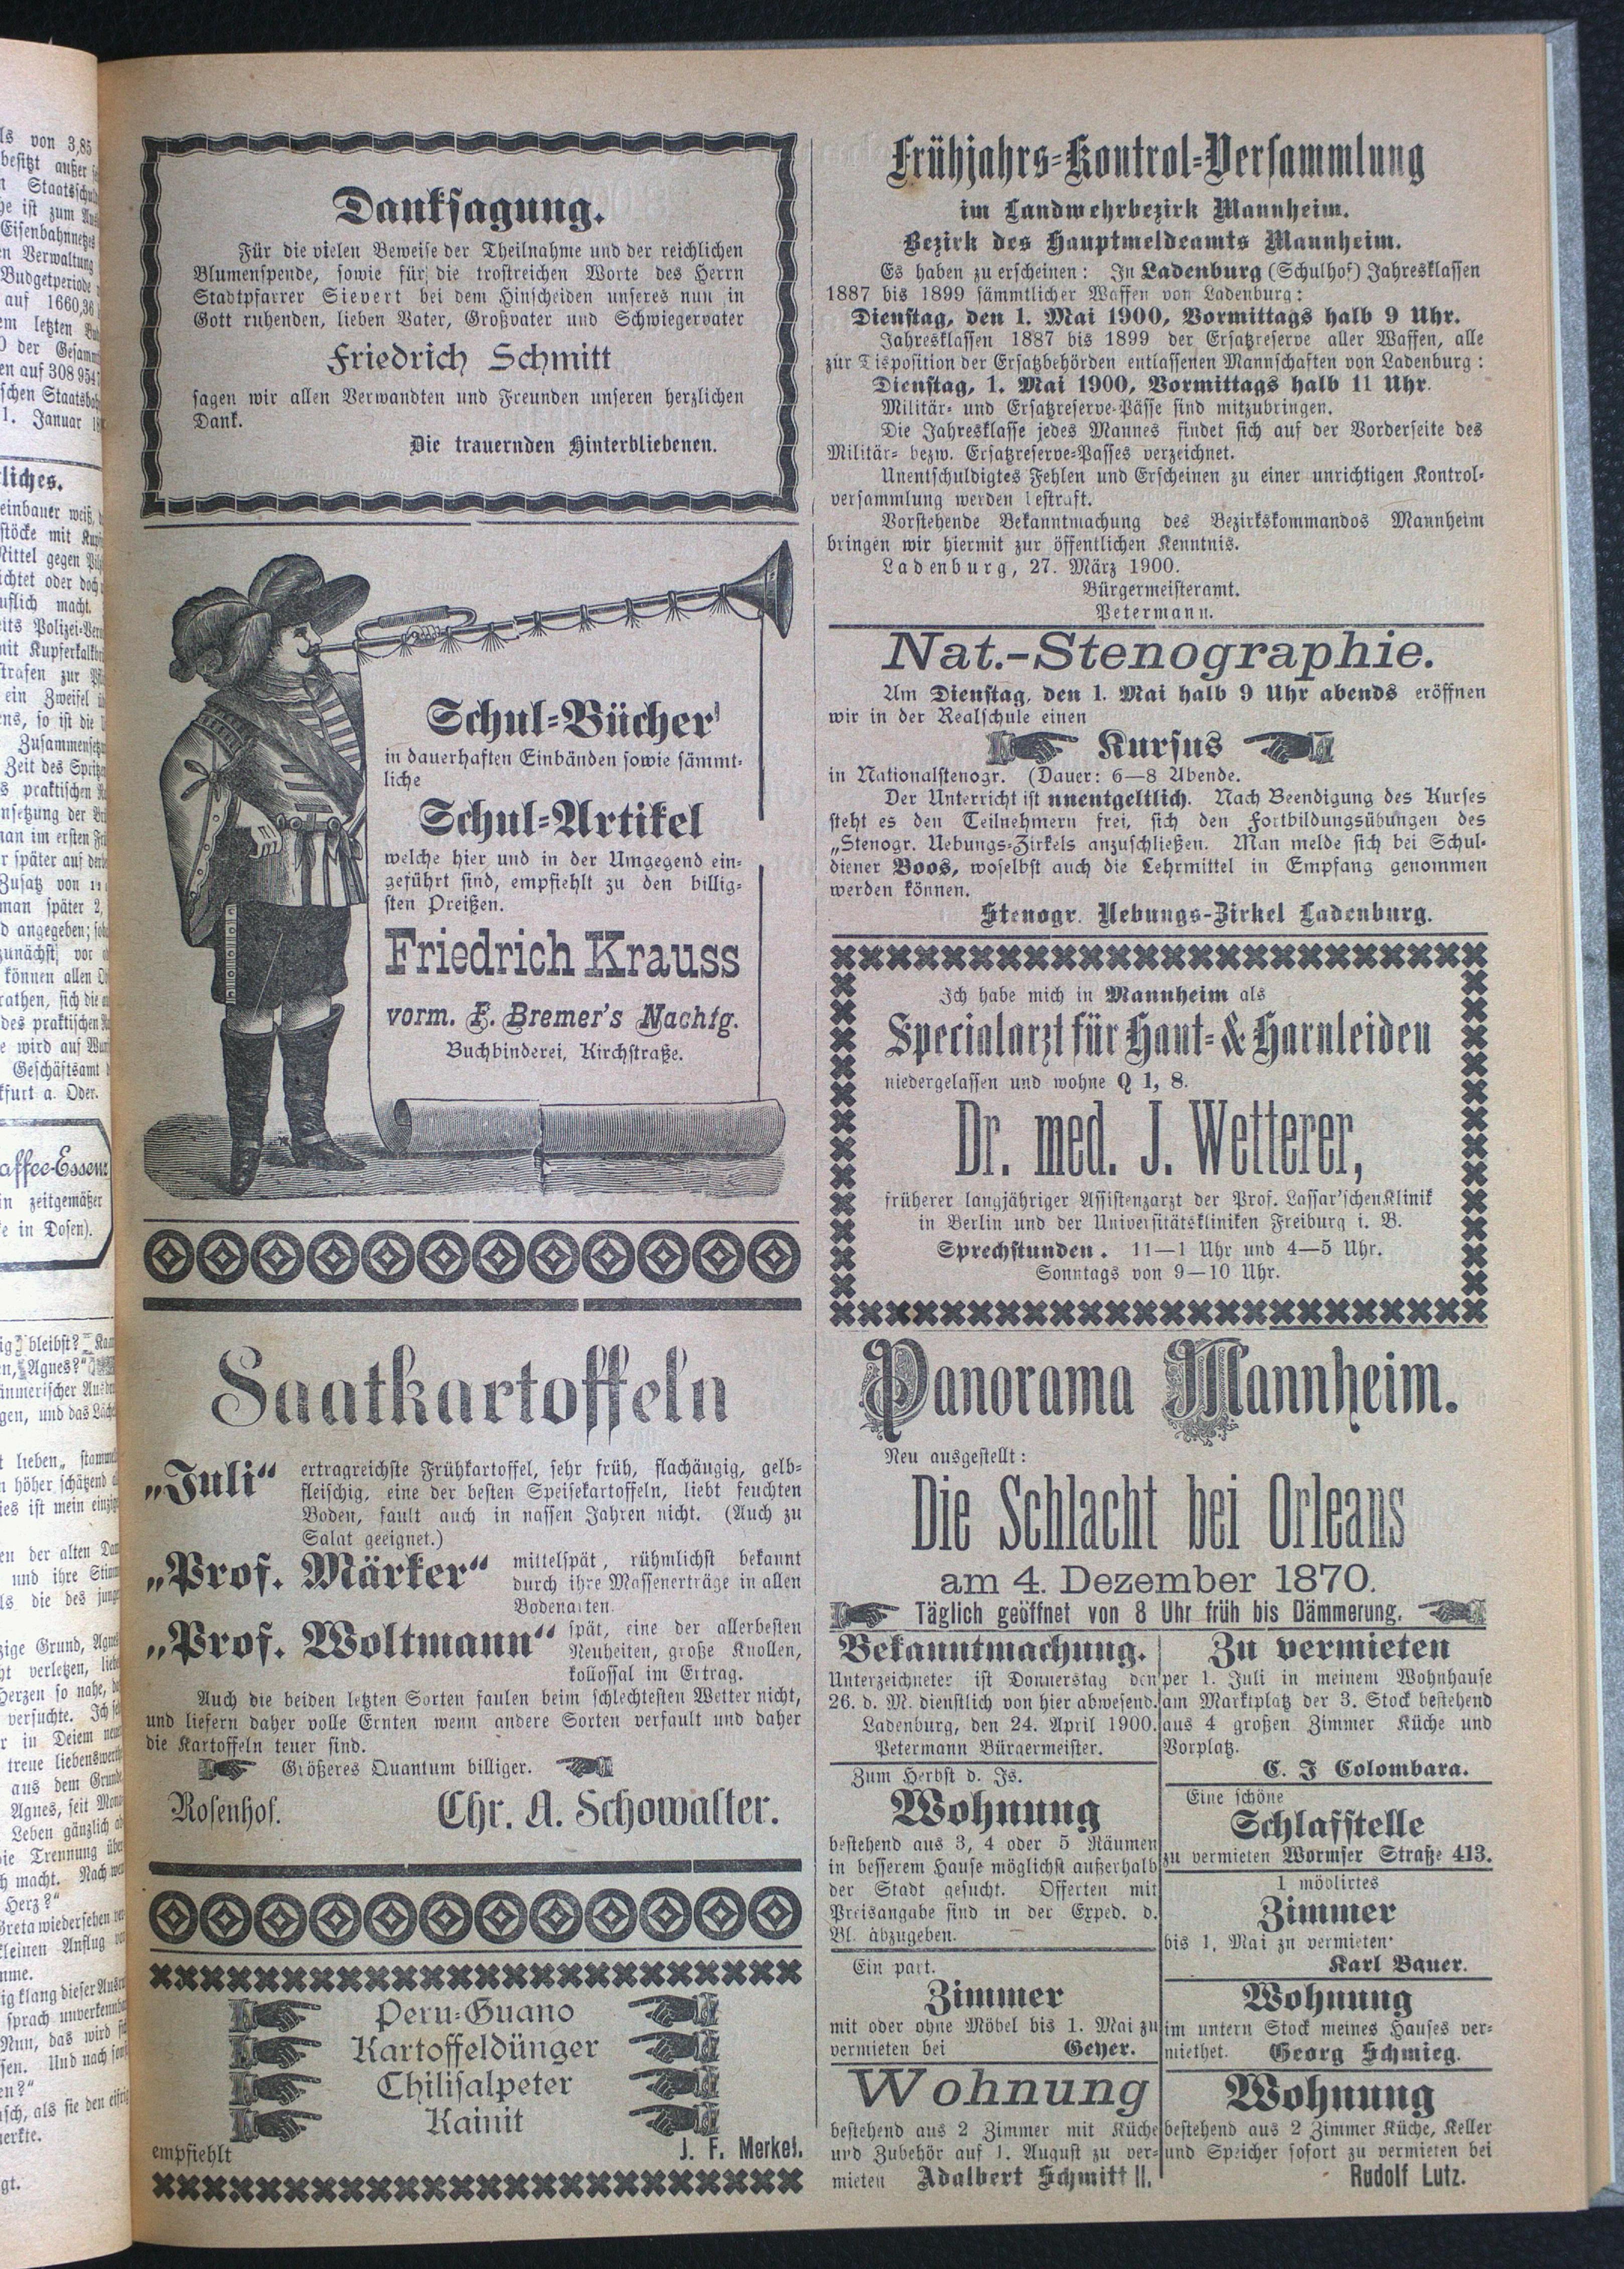 Danksagung.
Für die vielen Beweise der Theilnahme und der reichlichen
Blumenspende, sowie für die trostreichen Worte des Herrn
Stadtpfarrer Sievert bei dem Hinscheiden unseres nun in
Gott ruhenden, lieben Vater, Großvater und Schwiegervater
Friedrich Schmitt
sagen wir allen Verwandten und Freunden unseren herzlichen
Dank.
Die trauernden Hinterbliebenen.
Schul-Bücher
in dauerhaften Einbänden sowie sämmt-
liche
Schul-Artikel
welche hier und in der Umgegend ein-
geführt sind, empfiehlt zu den billig-
sten Preißen.
Friedrich Krauss
vorm. F. Bremer's Nachfg.
Buchbinderei, Kirchstraße.
Saatkartoffeln
„Juli“ ertragreichste Frühkartoffel, sehr früh, flachäugig, gelb-
fleischig, eine der besten Speisekartoffeln, liebt feuchten
Boden, fault auch in nassen Jahren nicht. (Auch zu
Salat geeignet.)
„Prof. Märker“ mittelspät, rühmlichst bekannt
durch ihre Massenerträge in allen
Bodenarten.
„Prof. Woltmann“ spät, eine der allerbesten
Neuheiten, große Knollen,
kollossal im Ertrag.
Auch die beiden letzten Sorten faulen beim schlechtesten Wetter nicht,
und liefern daher volle Ernten wenn andere Sorten verfault und daher
die Kartoffeln teuer sind.
Größeres Quantum billiger.
Rosenhof. Chr. A. Schowalter.
Peru-Guano
Kartoffeldünger
Chilisalpeter
Kainit
empfiehlt J. F. Merkel.
Frühjahrs-Kontrol-Versammlung
im Landwehrbezirk Mannheim.
Bezirk des Hauptmeldeamts Mannheim.
Es haben zu erscheinen: In Ladenburg (Schulhof) Jahresklassen
1887 bis 1899 sämmtlicher Waffen von Ladenburg:
Dienstag, den 1. Mai 1900, Vormittags halb 9 Uhr.
Jahresklassen 1887 bis 1899 der Ersatzreserve aller Waffen, alle
zur Disposition der Ersatzbehörden entlassenen Mannschaften von Ladenburg:
Dienstag, 1. Mai 1900, Vormittags halb 11 Uhr.
Militär- und Ersatzreserve-Pässe sind mitzubringen.
Die Jahresklasse jedes Mannes findet sich auf der Vorderseite des
Militär- bezw. Ersatzreserve-Passes verzeichnet.
Unentschuldigtes Fehlen und Erscheinen zu einer unrichtigen Kontrol-
versammlung werden bestraft.
Vorstehende Bekanntmachung des Bezirkskommandos Mannheim
bringen wir hiermit zur öffentlichen Kenntnis.
Ladenburg, 27. März 1900.
Bürgermeisteramt.
Petermann.
Nat.-Stenographie.
Am Dienstag, den 1. Mai halb 9 Uhr abends eröffnen
wir in der Realschule einen
Kursus
in Nationalstenogr. (Dauer: 6—8 Abende.
Der Unterricht ist unentgeltlich. Nach Beendigung des Kurses
steht es den Teilnehmern frei, sich den Fortbildungsübungen des
„Stenogr. Uebungs-Zirkels anzuschließen. Man melde sich bei Schul-
diener Boos, woselbst auch die Lehrmittel in Empfang genommen
werden können.
Stenogr. Uebungs-Zirkel Ladenburg.
Ich habe mich in Mannheim als
Specialarzt für Haut- & Harnleiden
niedergelassen und wohne Q 1, 8.
Dr. med. J. Wetterer,
früherer langjähriger Assistenzarzt der Prof. Lassar'schen Klinik
in Berlin und der Universitätskliniken Freiburg i. B.
Sprechstunden. 11—1 Uhr und 4—5 Uhr.
Sonntags von 9—10 Uhr.
Panorama Mannheim.
Neu ausgestellt:
Die Schlacht bei Orleans
am 4. Dezember 1870.
Täglich geöffnet von 8 Uhr früh bis Dämmerung.
Bekanntmachung.
Unterzeichneter ist Donnerstag den
26. d. M. dienstlich von hier abwesend.
Ladenburg, den 24. April 1900.
Petermann Bürgermeister.
Zum Herbst d. Js.
Wohnung
bestehend aus 3, 4 oder 5 Räumen
in besserem Hause möglichst außerhalb
der Stadt gesucht. Offerten mit
Preisangabe sind in der Exped. d.
Bl. abzugeben.
Ein part.
Zimmer
mit oder ohne Möbel bis 1. Mai zu
vermieten bei Geyer.
Wohnung
bestehend aus 2 Zimmer mit Küche
und Zubehör auf 1. August zu ver-
mieten Adalbert Schmitt II.
Zu vermieten
per 1. Juli in meinem Wohnhause
am Marktplatz der 3. Stock bestehend
aus 4 großen Zimmer Küche und
Vorplatz.
C. J Colombara.
Eine schöne
Schlafstelle
zu vermieten Wormser Straße 413.
1 möblirtes
Zimmer
bis 1. Mai zu vermieten.
Karl Bauer.
Wohnung
im untern Stock meines Hauses ver-
miethet. Georg Schmieg.
Wohnung
bestehend aus 2 Zimmer Küche, Keller
und Speicher sofort zu vermieten bei
Rudolf Lutz.